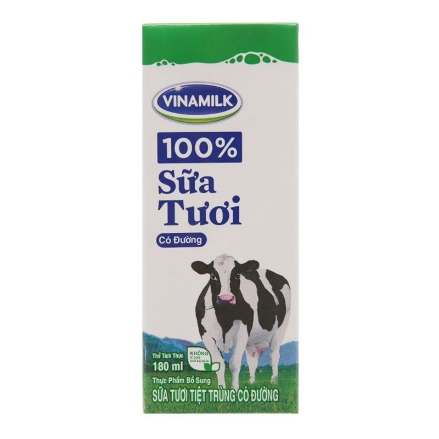 VINAMILK
100%
Sữa
Tươi
Có Đường
Thể Tích Thực
180 ml
KHÔNG
Thực Phẩm Bổ Sung
SỮA TƯƠI TIỆT TRÙNG CÓ ĐƯỜNG